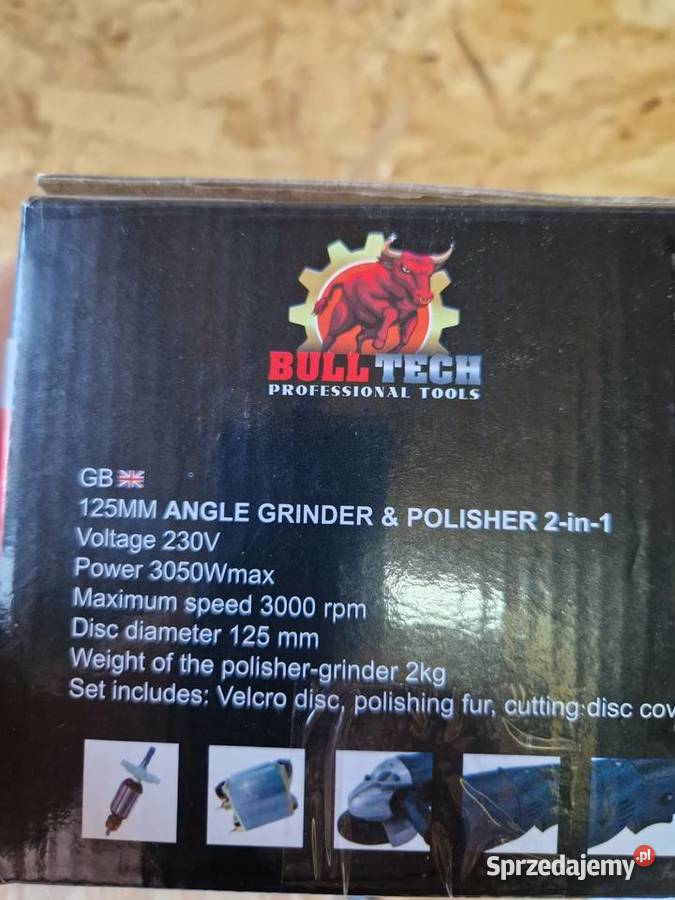 BULL TECH
PROFESSIONAL TOOLS
GB
125MM ANGLE GRINDER & POLISHER 2-in-1
Voltage 230V
Power 3050Wmax
Maximum speed 3000 rpm
Disc diameter 125 mm
Weight of the polisher-grinder 2kg
Set includes: Velcro disc, polishing fur, cutting disc cov
Sprzedajemy.pl